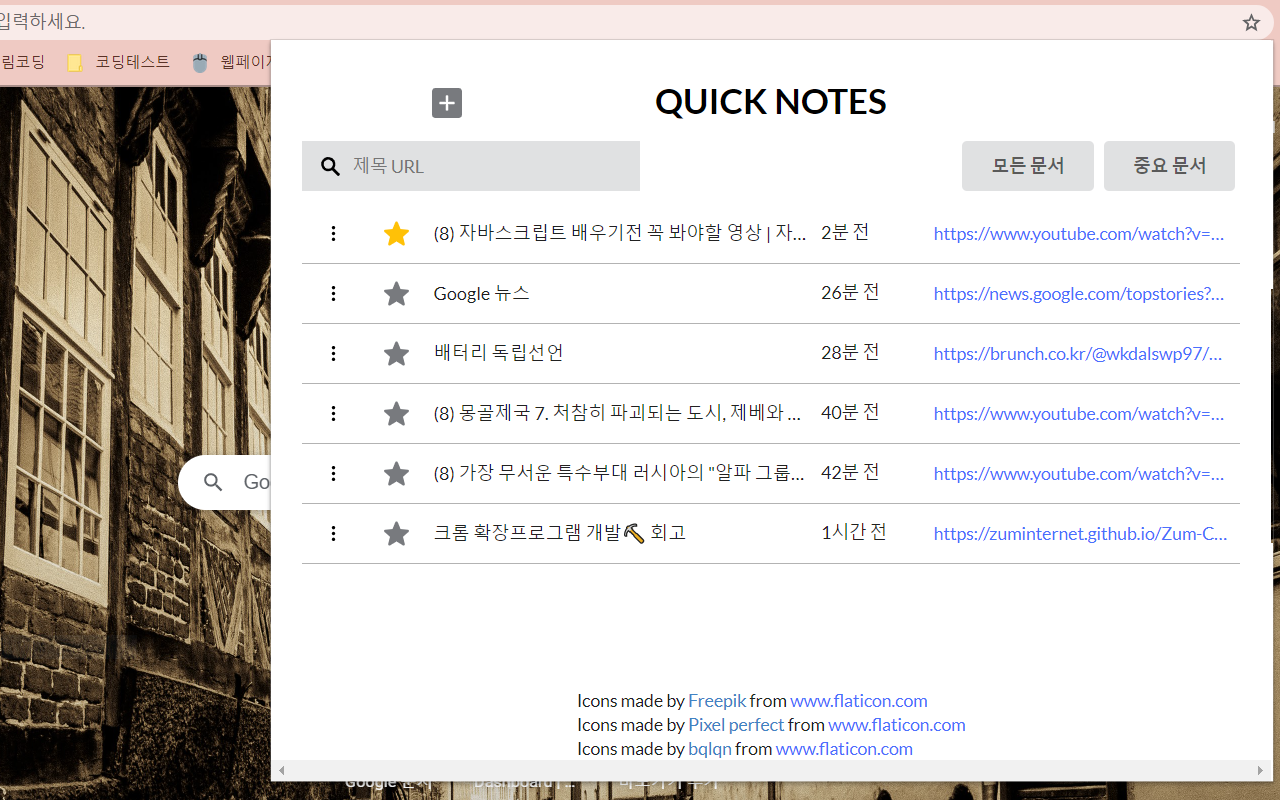 입력하세요.
림코딩 코딩테스트 웹페이지
QUICK NOTES
제목 URL 모든 문서 중요 문서
(8) 자바스크립트 배우기전 꼭 봐야할 영상 | 자... 2분 전 https://www.youtube.com/watch?v=...
Google 뉴스 26분 전 https://news.google.com/topstories?...
배터리 독립선언 28분 전 https://brunch.co.kr/@wkdalswp97/...
(8) 몽골제국 7. 처참히 파괴되는 도시, 제베와 ... 40분 전 https://www.youtube.com/watch?v=...
(8) 가장 무서운 특수부대 러시아의 "알파 그룹... 42분 전 https://www.youtube.com/watch?v=...
Go
크롬 확장프로그램 개발🔨 회고 1시간 전 https://zuminternet.github.io/Zum-C...
Icons made by Freepik from www.flaticon.com
Icons made by Pixel perfect from www.flaticon.com
Icons made by bqlqn from www.flaticon.com